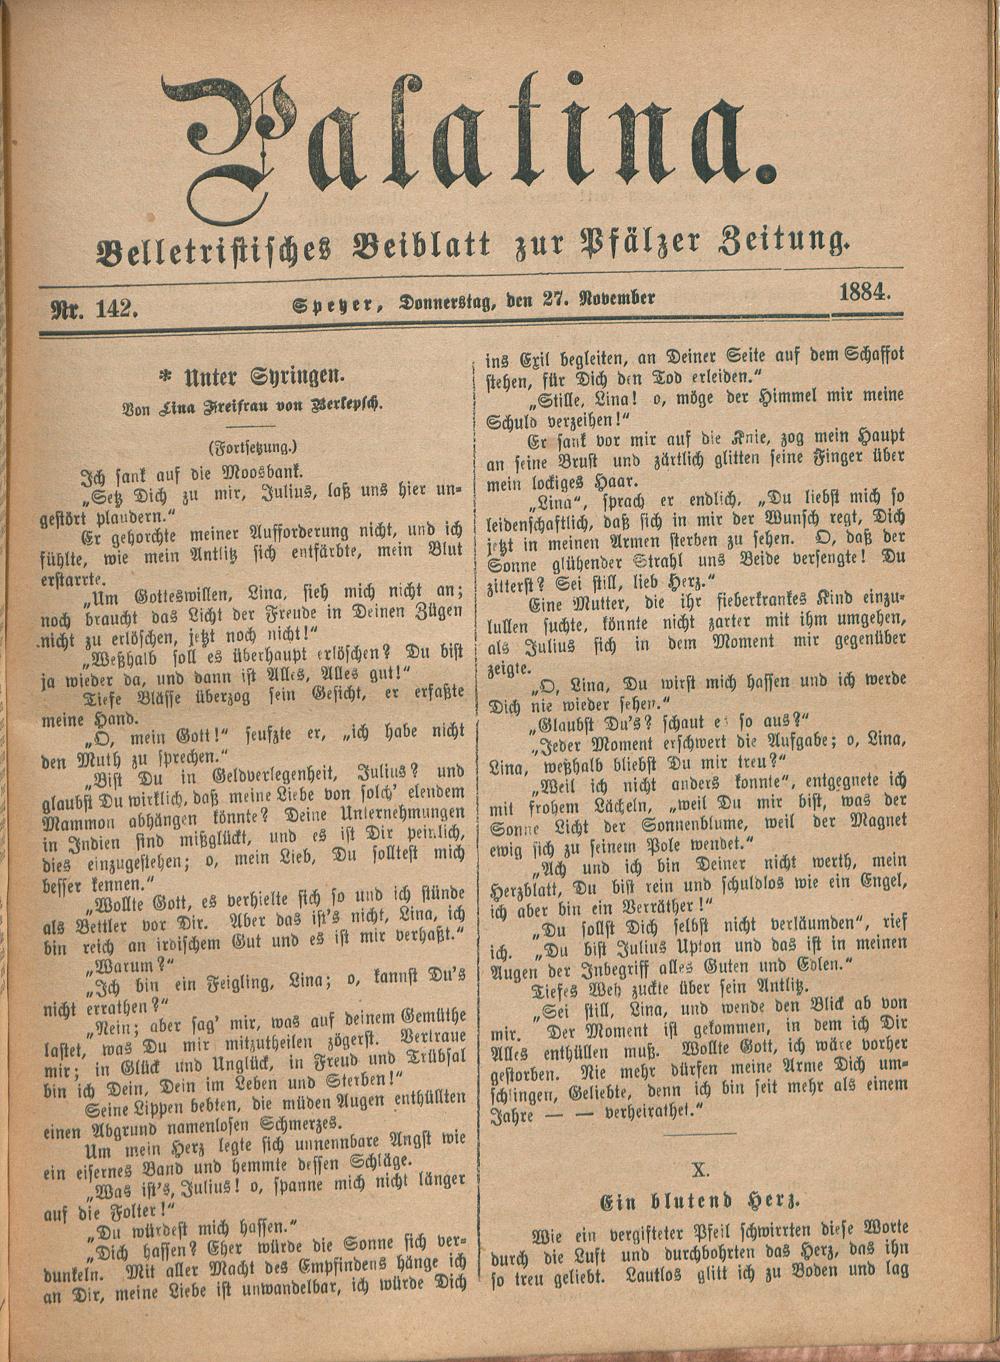 Palatina.
Belletristisches Beiblatt zur Pfälzer Zeitung.
Nr. 142.
Speyer, Donnerstag, den 27. November
1884.
* Unter Syringen.
Von Lina Freifrau von Berlepsch.
(Fortsetzung.)
Ich sank auf die Moosbank.
„Setz Dich zu mir, Julius, laß uns hier un-
gestört plaudern.“
Er gehorchte meiner Aufforderung nicht, und ich
fühlte, wie mein Antlitz sich entfärbte, mein Blut
erstarrte.
„Um Gotteswillen, Lina, sieh mich nicht an;
noch braucht das Licht der Freude in Deinen Zügen
nicht zu erlöschen, jetzt noch nicht!“
„Weßhalb soll es überhaupt erlöschen? Du bist
ja wieder da, und dann ist Alles, Alles gut!“
Tiefe Blässe überzog sein Gesicht, er erfaßte
meine Hand.
„O, mein Gott!“ seufzte er, „ich habe nicht
den Muth zu sprechen.“
„Bist Du in Geldverlegenheit, Julius? und
glaubst Du wirklich, daß meine Liebe von solch' elendem
Mammon abhängen könnte? Deine Unternehmungen
in Indien sind mißglückt, und es ist Dir peinlich,
dies einzugestehen; o, mein Lieb, Du solltest mich
besser kennen.“
„Wollte Gott, es verhielte sich so und ich stünde
als Bettler vor Dir. Aber das ist's nicht, Lina, ich
bin reich an irdischem Gut und es ist mir verhaßt.“
„Warum?“
„Ich bin ein Feigling, Lina; o, kannst Du's
nicht errathen?“
„Nein; aber sag' mir, was auf deinem Gemüthe
lastet, was Du mir mitzutheilen zögerst. Vertraue
mir; in Glück und Unglück, in Freud und Trübsal
bin ich Dein, Dein im Leben und Sterben!“
Seine Lippen bebten, die müden Augen enthüllten
einen Abgrund namenlosen Schmerzes.
Um mein Herz legte sich unnennbare Angst wie
ein eisernes Band und hemmte dessen Schläge.
„Was ist's, Julius! o, spanne mich nicht länger
auf die Folter!“
„Du würdest mich hassen.“
„Dich hassen? Eher würde die Sonne sich ver-
dunkeln. Mit aller Macht des Empfindens hänge ich
an Dir, meine Liebe ist unwandelbar, ich würde Dich
ins Exil begleiten, an Deiner Seite auf dem Schaffot
stehen, für Dich den Tod erleiden.“
„Stille, Lina! o, möge der Himmel mir meine
Schuld verzeihen!“
Er sank vor mir auf die Knie, zog mein Haupt
an seine Brust und zärtlich glitten seine Finger über
mein lockiges Haar.
„Lina“, sprach er endlich, „Du liebst mich so
leidenschaftlich, daß sich in mir der Wunsch regt, Dich
jetzt in meinen Armen sterben zu sehen. O, daß der
Sonne glühender Strahl uns Beide versengte! Du
zitterst? Sei still, lieb Herz.“
Eine Mutter, die ihr fieberkrankes Kind einzu-
lullen suchte, könnte nicht zarter mit ihm umgehen,
als Julius sich in dem Moment mir gegenüber
zeigte.
„O, Lina, Du wirst mich hassen und ich werde
Dich nie wieder sehen.“
„Glaubst Du's? schaut es so aus?“
„Jeder Moment erschwert die Aufgabe; o, Lina,
Lina, weßhalb bliebst Du mir treu?“
„Weil ich nicht anders konnte“, entgegnete ich
mit frohem Lächeln, „weil Du mir bist, was der
Sonne Licht der Sonnenblume, weil der Magnet
ewig sich zu seinem Pole wendet.“
„Ach und ich bin Deiner nicht werth, mein
Herzblatt, Du bist rein und schuldlos wie ein Engel,
ich aber bin ein Verräther!“
„Du sollst Dich selbst nicht verläumden“, rief
ich. „Du bist Julius Upton und das ist in meinen
Augen der Inbegriff alles Guten und Edlen.“
Tiefes Weh zuckte über sein Antlitz.
„Sei still, Lina, und wende den Blick ab von
mir. Der Moment ist gekommen, in dem ich Dir
Alles enthüllen muß. Wollte Gott, ich wäre vorher
gestorben. Nie mehr dürfen meine Arme Dich um-
schlingen, Geliebte, denn ich bin seit mehr als einem
Jahre — — verheirathet.“
X.
Ein blutend Herz.
Wie ein vergifteter Pfeil schwirrten diese Worte
durch die Luft und durchbohrten das Herz, das ihn
so treu geliebt. Lautlos glitt ich zu Boden und lag